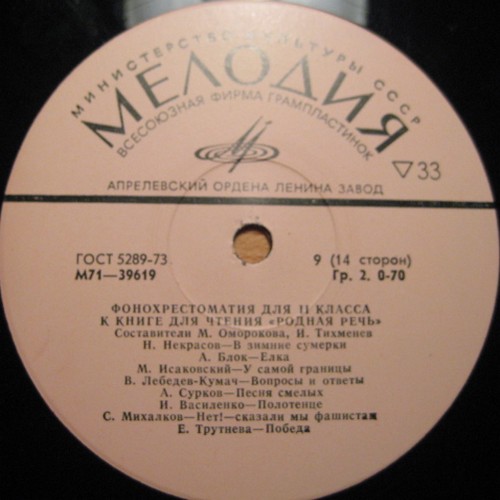 МИНИСТЕРСТВО КУЛЬТУРЫ СССР
МЕЛОДИЯ
ВСЕСОЮЗНАЯ ФИРМА ГРАМПЛАСТИНОК
▽33
АПРЕЛЕВСКИЙ ОРДЕНА ЛЕНИНА ЗАВОД
ГОСТ 5289-73 9 (14 сторон)
М71—39619 Гр. 2. 0-70
ФОНОХРЕСТОМАТИЯ ДЛЯ II КЛАССА
К КНИГЕ ДЛЯ ЧТЕНИЯ «РОДНАЯ РЕЧЬ»
Составители М. Оморокова, И. Тихменев
Н. Некрасов—В зимние сумерки
А. Блок—Елка
М. Исаковский—У самой границы
В. Лебедев-Кумач—Вопросы и ответы
А. Сурков—Песня смелых
И. Василенко—Полотенце
С. Михалков—Нет!—сказали мы фашистам
Е. Трутнева—Победа